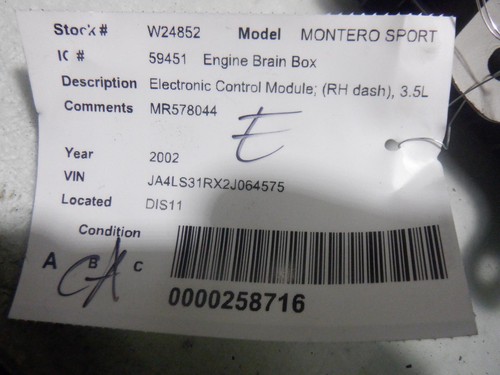 Stock # W24852 Model MONTERO SPORT
IC # 59451 Engine Brain Box
Description Electronic Control Module; (RH dash), 3.5L
Comments MR578044
E
Year 2002
VIN JA4LS31RX2J064575
Located DIS11
Condition
A B C
CA
0000258716